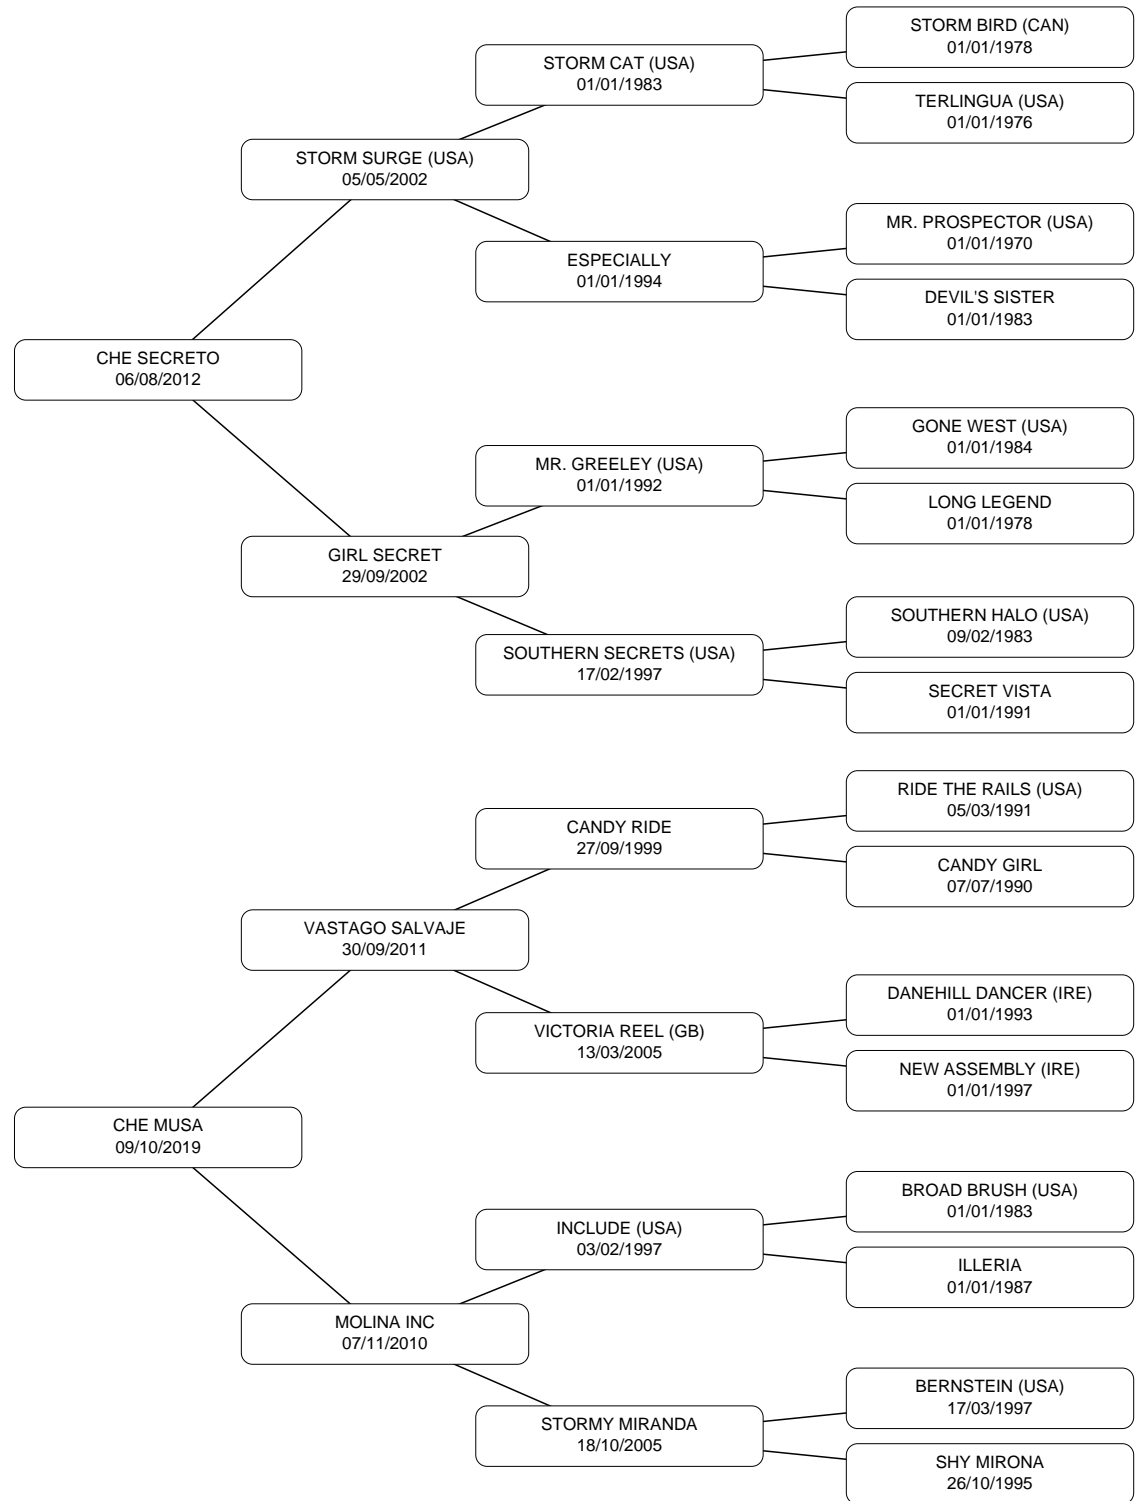 STORM BIRD (CAN)
01/01/1978
STORM CAT (USA)
01/01/1983
TERLINGUA (USA)
01/01/1976
STORM SURGE (USA)
05/05/2002
MR. PROSPECTOR (USA)
01/01/1970
ESPECIALLY
01/01/1994
DEVIL'S SISTER
01/01/1983
CHE SECRETO
06/08/2012
GONE WEST (USA)
01/01/1984
MR. GREELEY (USA)
01/01/1992
LONG LEGEND
01/01/1978
GIRL SECRET
29/09/2002
SOUTHERN HALO (USA)
09/02/1983
SOUTHERN SECRETS (USA)
17/02/1997
SECRET VISTA
01/01/1991
RIDE THE RAILS (USA)
05/03/1991
CANDY RIDE
27/09/1999
CANDY GIRL
07/07/1990
VASTAGO SALVAJE
30/09/2011
DANEHILL DANCER (IRE)
01/01/1993
VICTORIA REEL (GB)
13/03/2005
NEW ASSEMBLY (IRE)
01/01/1997
CHE MUSA
09/10/2019
BROAD BRUSH (USA)
01/01/1983
INCLUDE (USA)
03/02/1997
ILLERIA
01/01/1987
MOLINA INC
07/11/2010
BERNSTEIN (USA)
17/03/1997
STORMY MIRANDA
18/10/2005
SHY MIRONA
26/10/1995